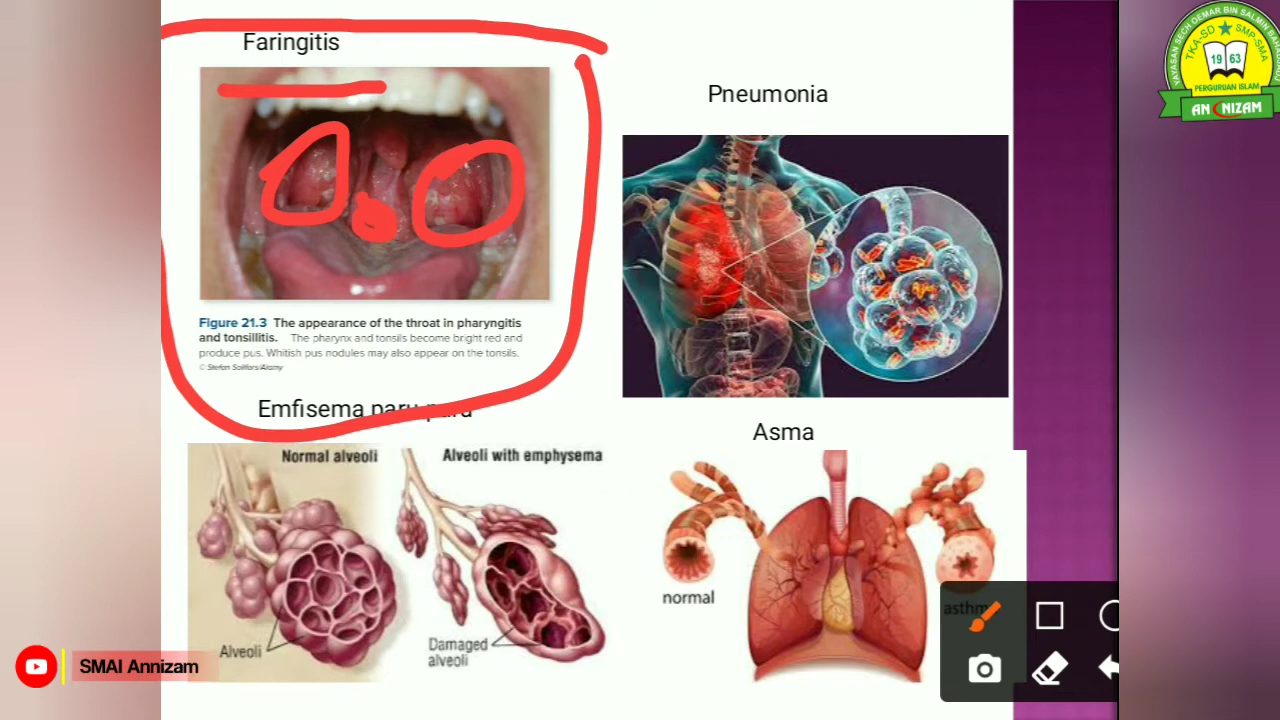 Faringitis
Figure 21.3 The appearance of the throat in pharyngitis
and tonsillitis. The pharynx and tonsils become bright red and
produce pus. Whitish pus nodules may also appear on the tonsils.
© Stefan Sollfors/Alamy
Pneumonia
Emfisema paru paru
Normal alveoli
Alveoli with emphysema
Alveoli
Damaged
alveoli
Asma
normal
asthma
SMAI Annizam
TKA-SD SMP-SMA
19 63
PERGURUAN ISLAM
AN NIZAM